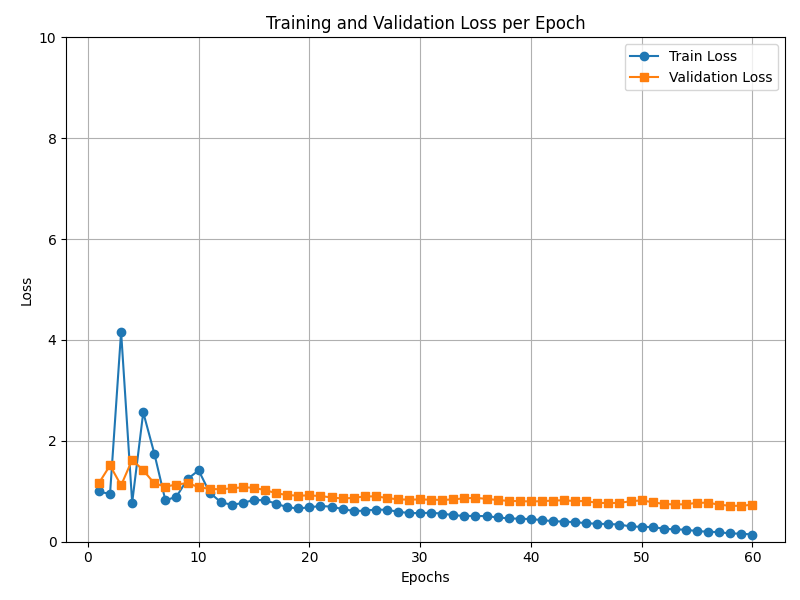 Training and Validation Loss per Epoch
10
8
6
4
2
0
Loss
Train Loss
Validation Loss
0 10 20 30 40 50 60
Epochs